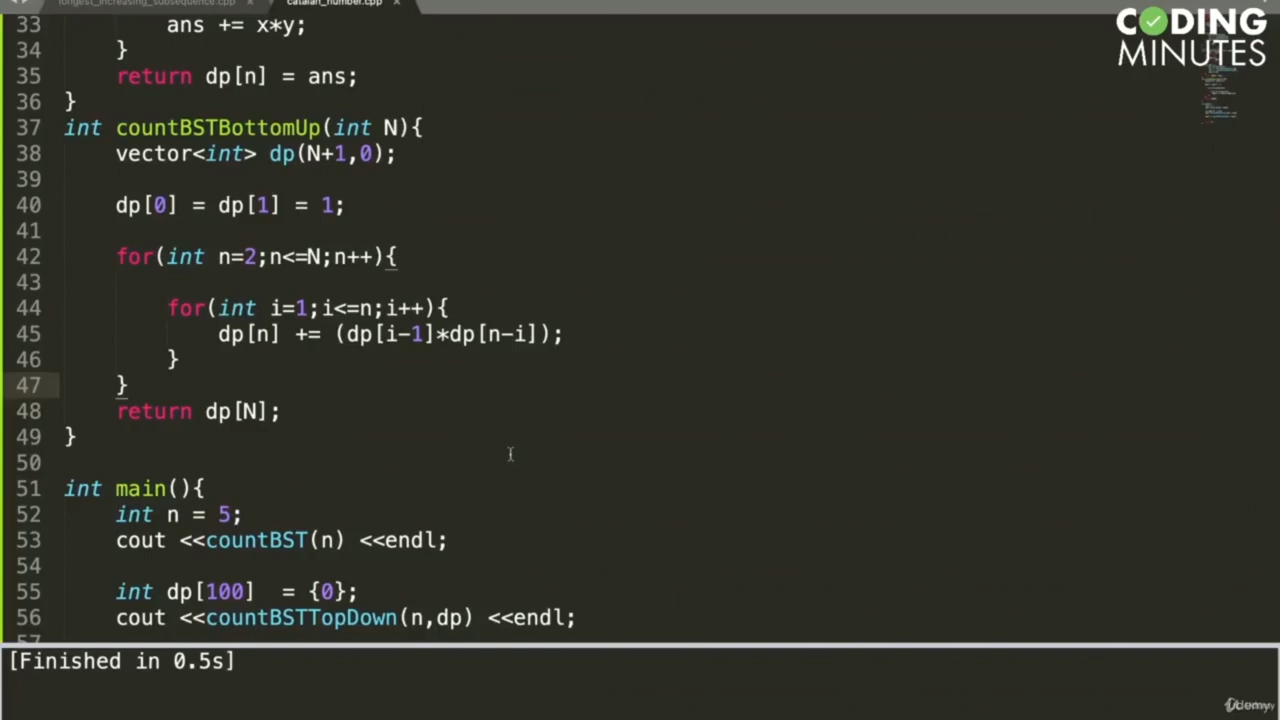 longest_increasing_subsequence.cpp × catalan_number.cpp ×
CODING
MINUTES
33 ans += x*y;
34 }
35 return dp[n] = ans;
36 }
37 int countBSTBottomUp(int N){
38 vector<int> dp(N+1,0);
39
40 dp[0] = dp[1] = 1;
41
42 for(int n=2;n<=N;n++){
43
44 for(int i=1;i<=n;i++){
45 dp[n] += (dp[i-1]*dp[n-i]);
46 }
47 }
48 return dp[N];
49 }
50
51 int main(){
52 int n = 5;
53 cout <<countBST(n) <<endl;
54
55 int dp[100]  = {0};
56 cout <<countBSTTopDown(n,dp) <<endl;
57
[Finished in 0.5s]
Udemy